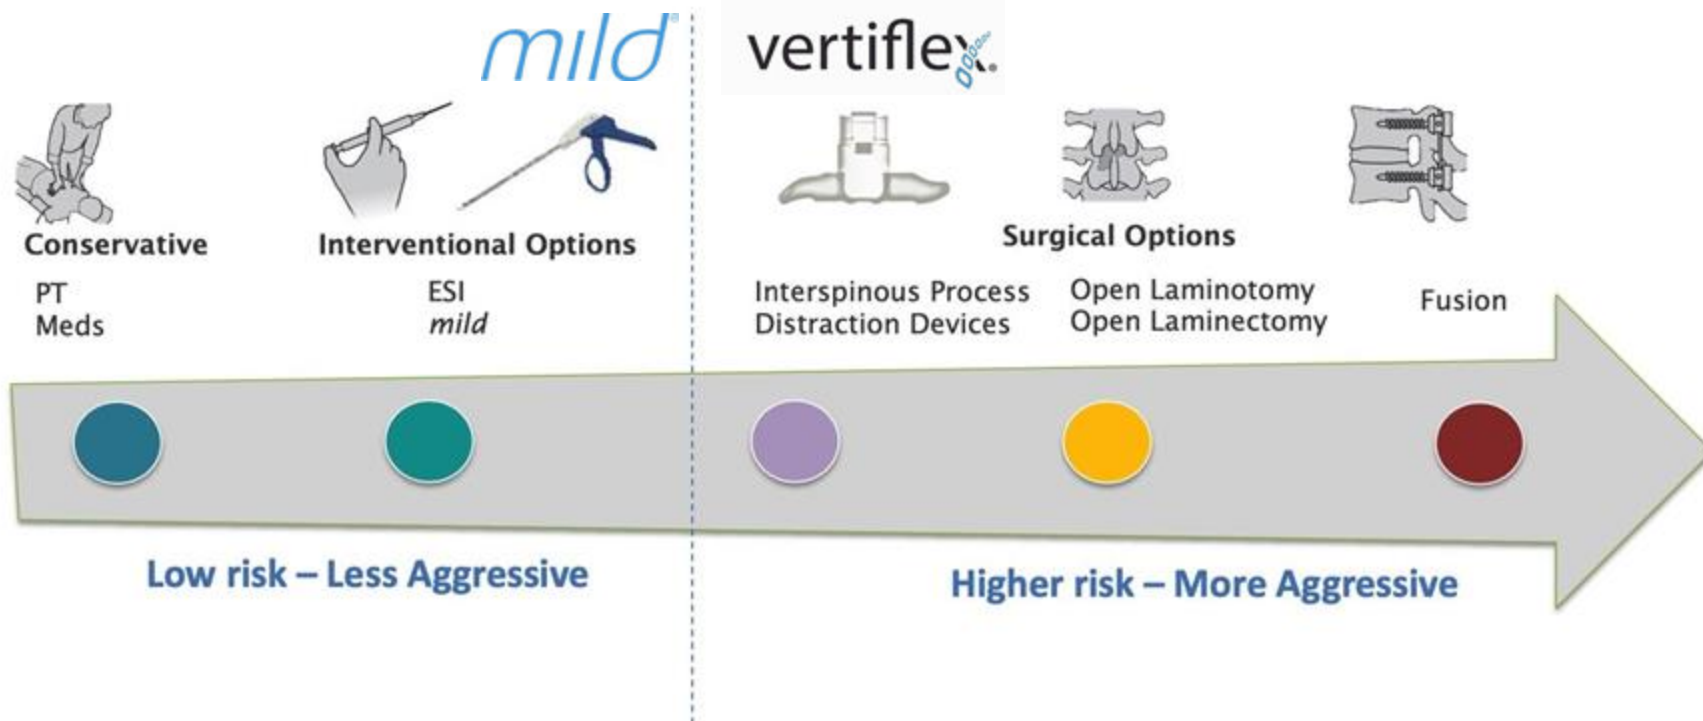 mild®
vertiflex®
Conservative
PT
Meds
Interventional Options
ESI
mild
Surgical Options
Interspinous Process
Distraction Devices
Open Laminotomy
Open Laminectomy
Fusion
Low risk – Less Aggressive
Higher risk – More Aggressive